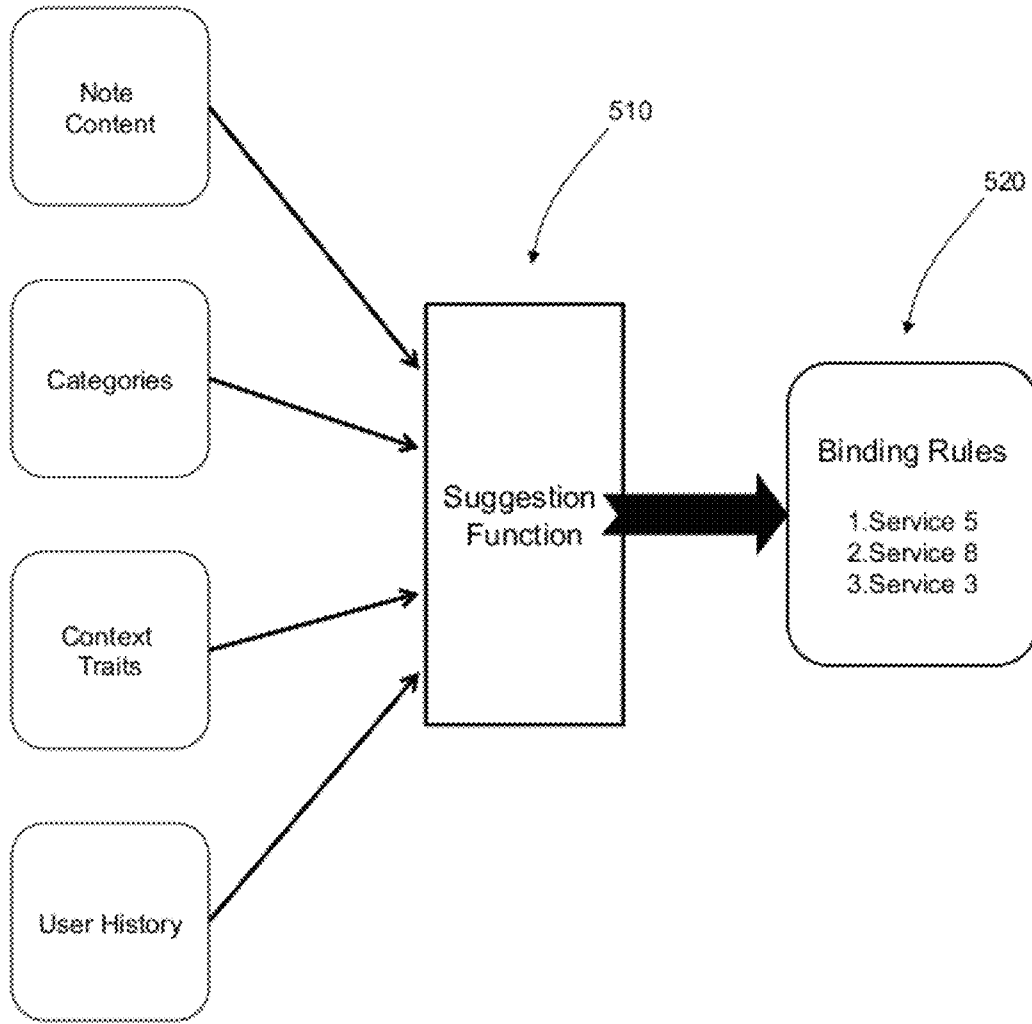 Note
Content
510
520
Categories
Binding Rules
Suggestion
Function
1.Service 5
2.Service 8
3.Service 3
Context
Traits
User History